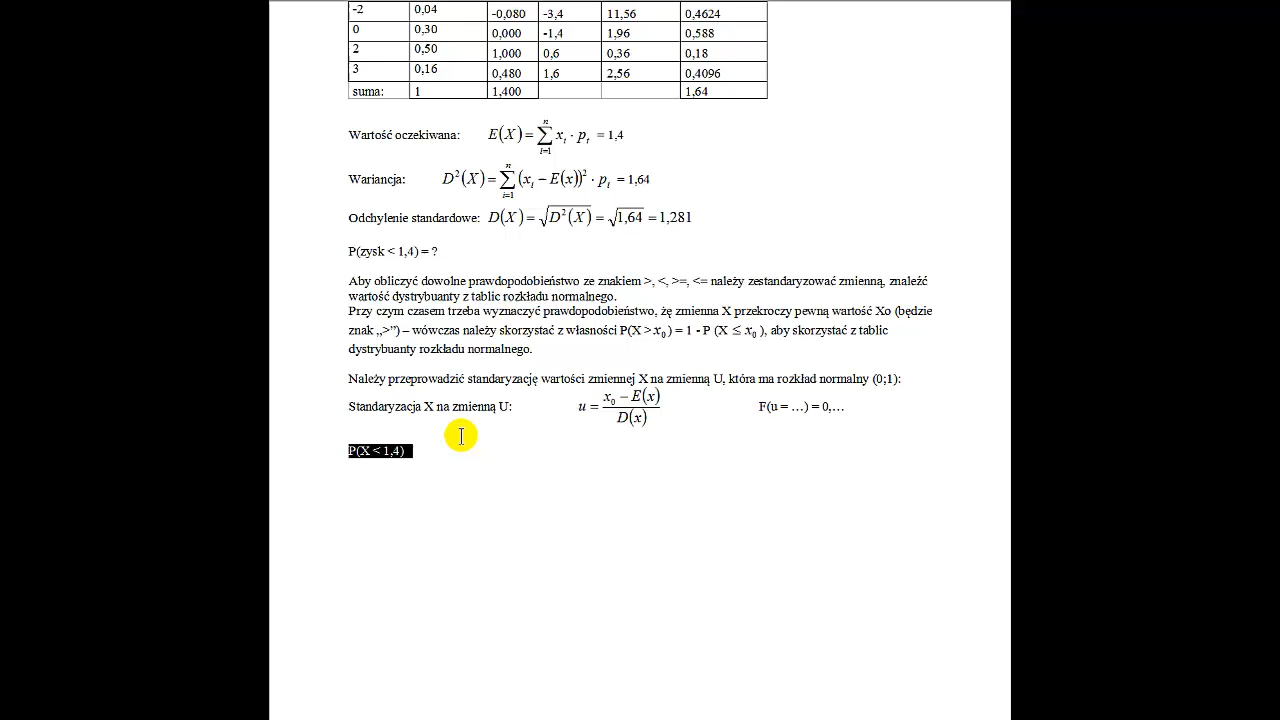 -2 0,04 -0,080 -3,4 11,56 0,4624
0 0,30 0,000 -1,4 1,96 0,588
2 0,50 1,000 0,6 0,36 0,18
3 0,16 0,480 1,6 2,56 0,4096
suma: 1 1,400 1,64
Wartość oczekiwana: E(X) = ∑_{i=1}^{n} x_i · p_i = 1,4
Wariancja: D²(X) = ∑_{i=1}^{n} (x_i − E(x))² · p_i = 1,64
Odchylenie standardowe: D(X) = √D²(X) = √1,64 = 1,281
P(zysk < 1,4) = ?
Aby obliczyć dowolne prawdopodobieństwo ze znakiem >, <, >=, <= należy zestandaryzować zmienną, znaleźć
wartość dystrybuanty z tablic rozkładu normalnego.
Przy czym czasem trzeba wyznaczyć prawdopodobieństwo, żę zmienna X przekroczy pewną wartość Xo (będzie
znak „>”) – wówczas należy skorzystać z własności P(X > x₀ ) = 1 - P (X ≤ x₀ ), aby skorzystać z tablic
dystrybuanty rozkładu normalnego.
Należy przeprowadzić standaryzację wartości zmiennej X na zmienną U, która ma rozkład normalny (0;1):
Standaryzacja X na zmienną U: u = (x₀ − E(x)) / D(x) F(u = …) = 0,…
P(X < 1,4)